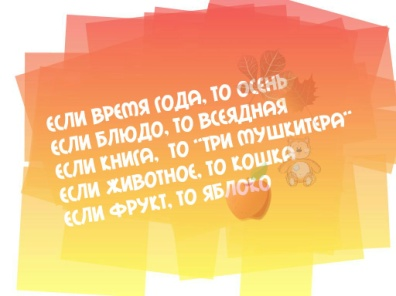 ЕСЛИ ВРЕМЯ ГОДА, ТО ОСЕНЬ
ЕСЛИ БЛЮДО, ТО ВСЕЯДНАЯ
ЕСЛИ КНИГА, ТО "ТРИ МУШКИТЕРА"
ЕСЛИ ЖИВОТНОЕ, ТО КОШКА
ЕСЛИ ФРУКТ, ТО ЯБЛОКО